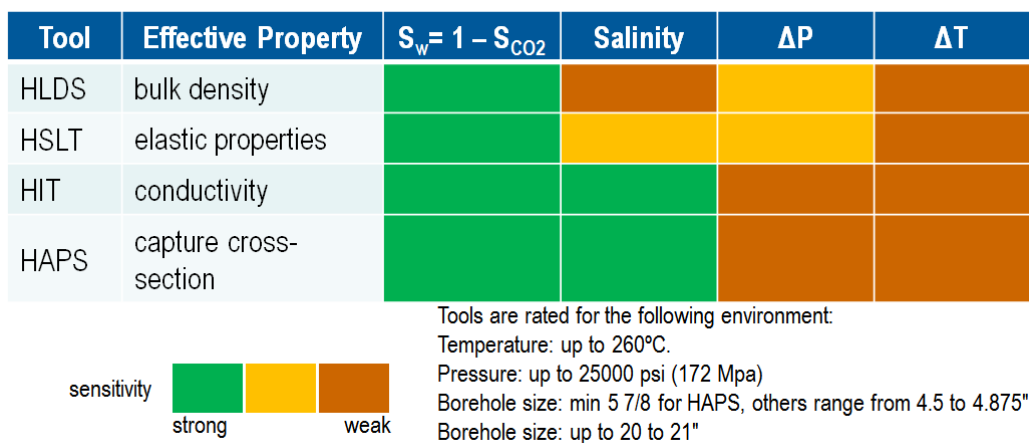 Tool Effective Property Sw= 1 – SCO2 Salinity ΔP ΔT
HLDS bulk density
HSLT elastic properties
HIT conductivity
HAPS capture cross-
section
Tools are rated for the following environment:
Temperature: up to 260ºC.
Pressure: up to 25000 psi (172 Mpa)
Borehole size: min 5 7/8 for HAPS, others range from 4.5 to 4.875"
Borehole size: up to 20 to 21"
sensitivity
strong weak